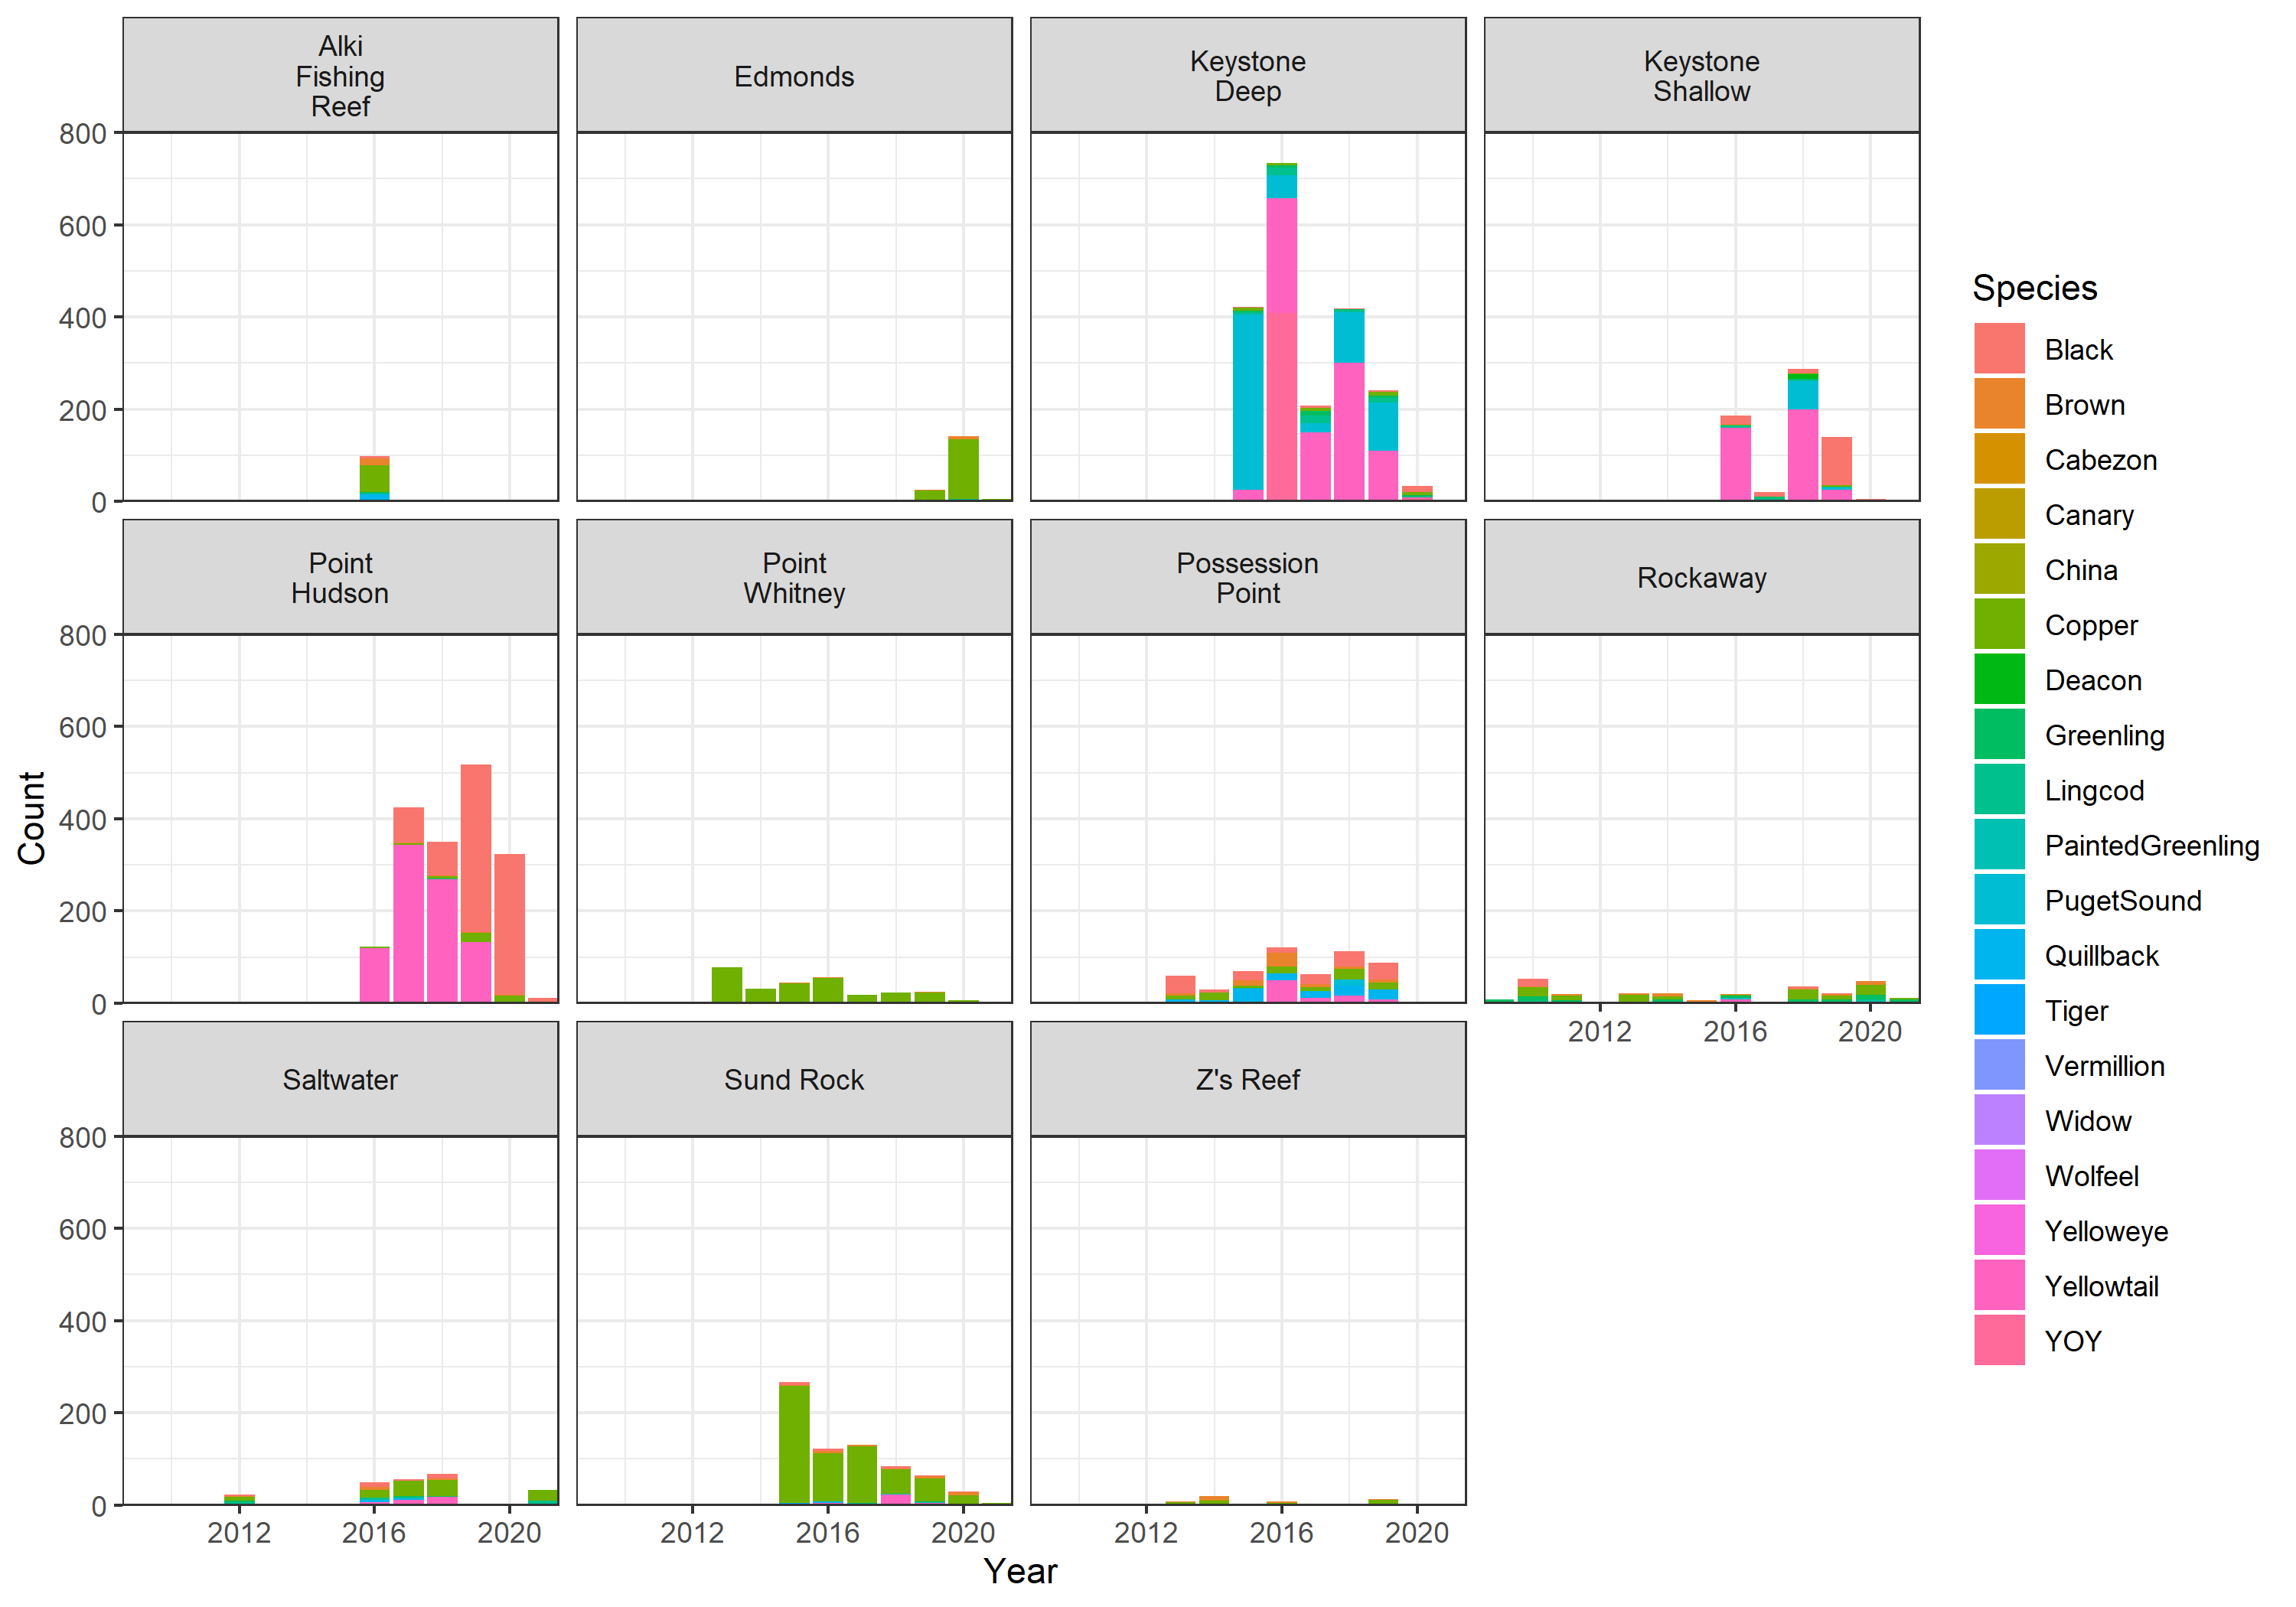 Alki
Fishing
Reef
Edmonds
Keystone
Deep
Keystone
Shallow
800
600
400
200
0
Point
Hudson
Point
Whitney
Possession
Point
Rockaway
800
600
400
200
0
2012 2016 2020
Saltwater
Sund Rock
Z's Reef
800
600
400
200
0
2012 2016 2020
2012 2016 2020
2012 2016 2020
Year
Count
Species
Black
Brown
Cabezon
Canary
China
Copper
Deacon
Greenling
Lingcod
PaintedGreenling
PugetSound
Quillback
Tiger
Vermillion
Widow
Wolfeel
Yelloweye
Yellowtail
YOY